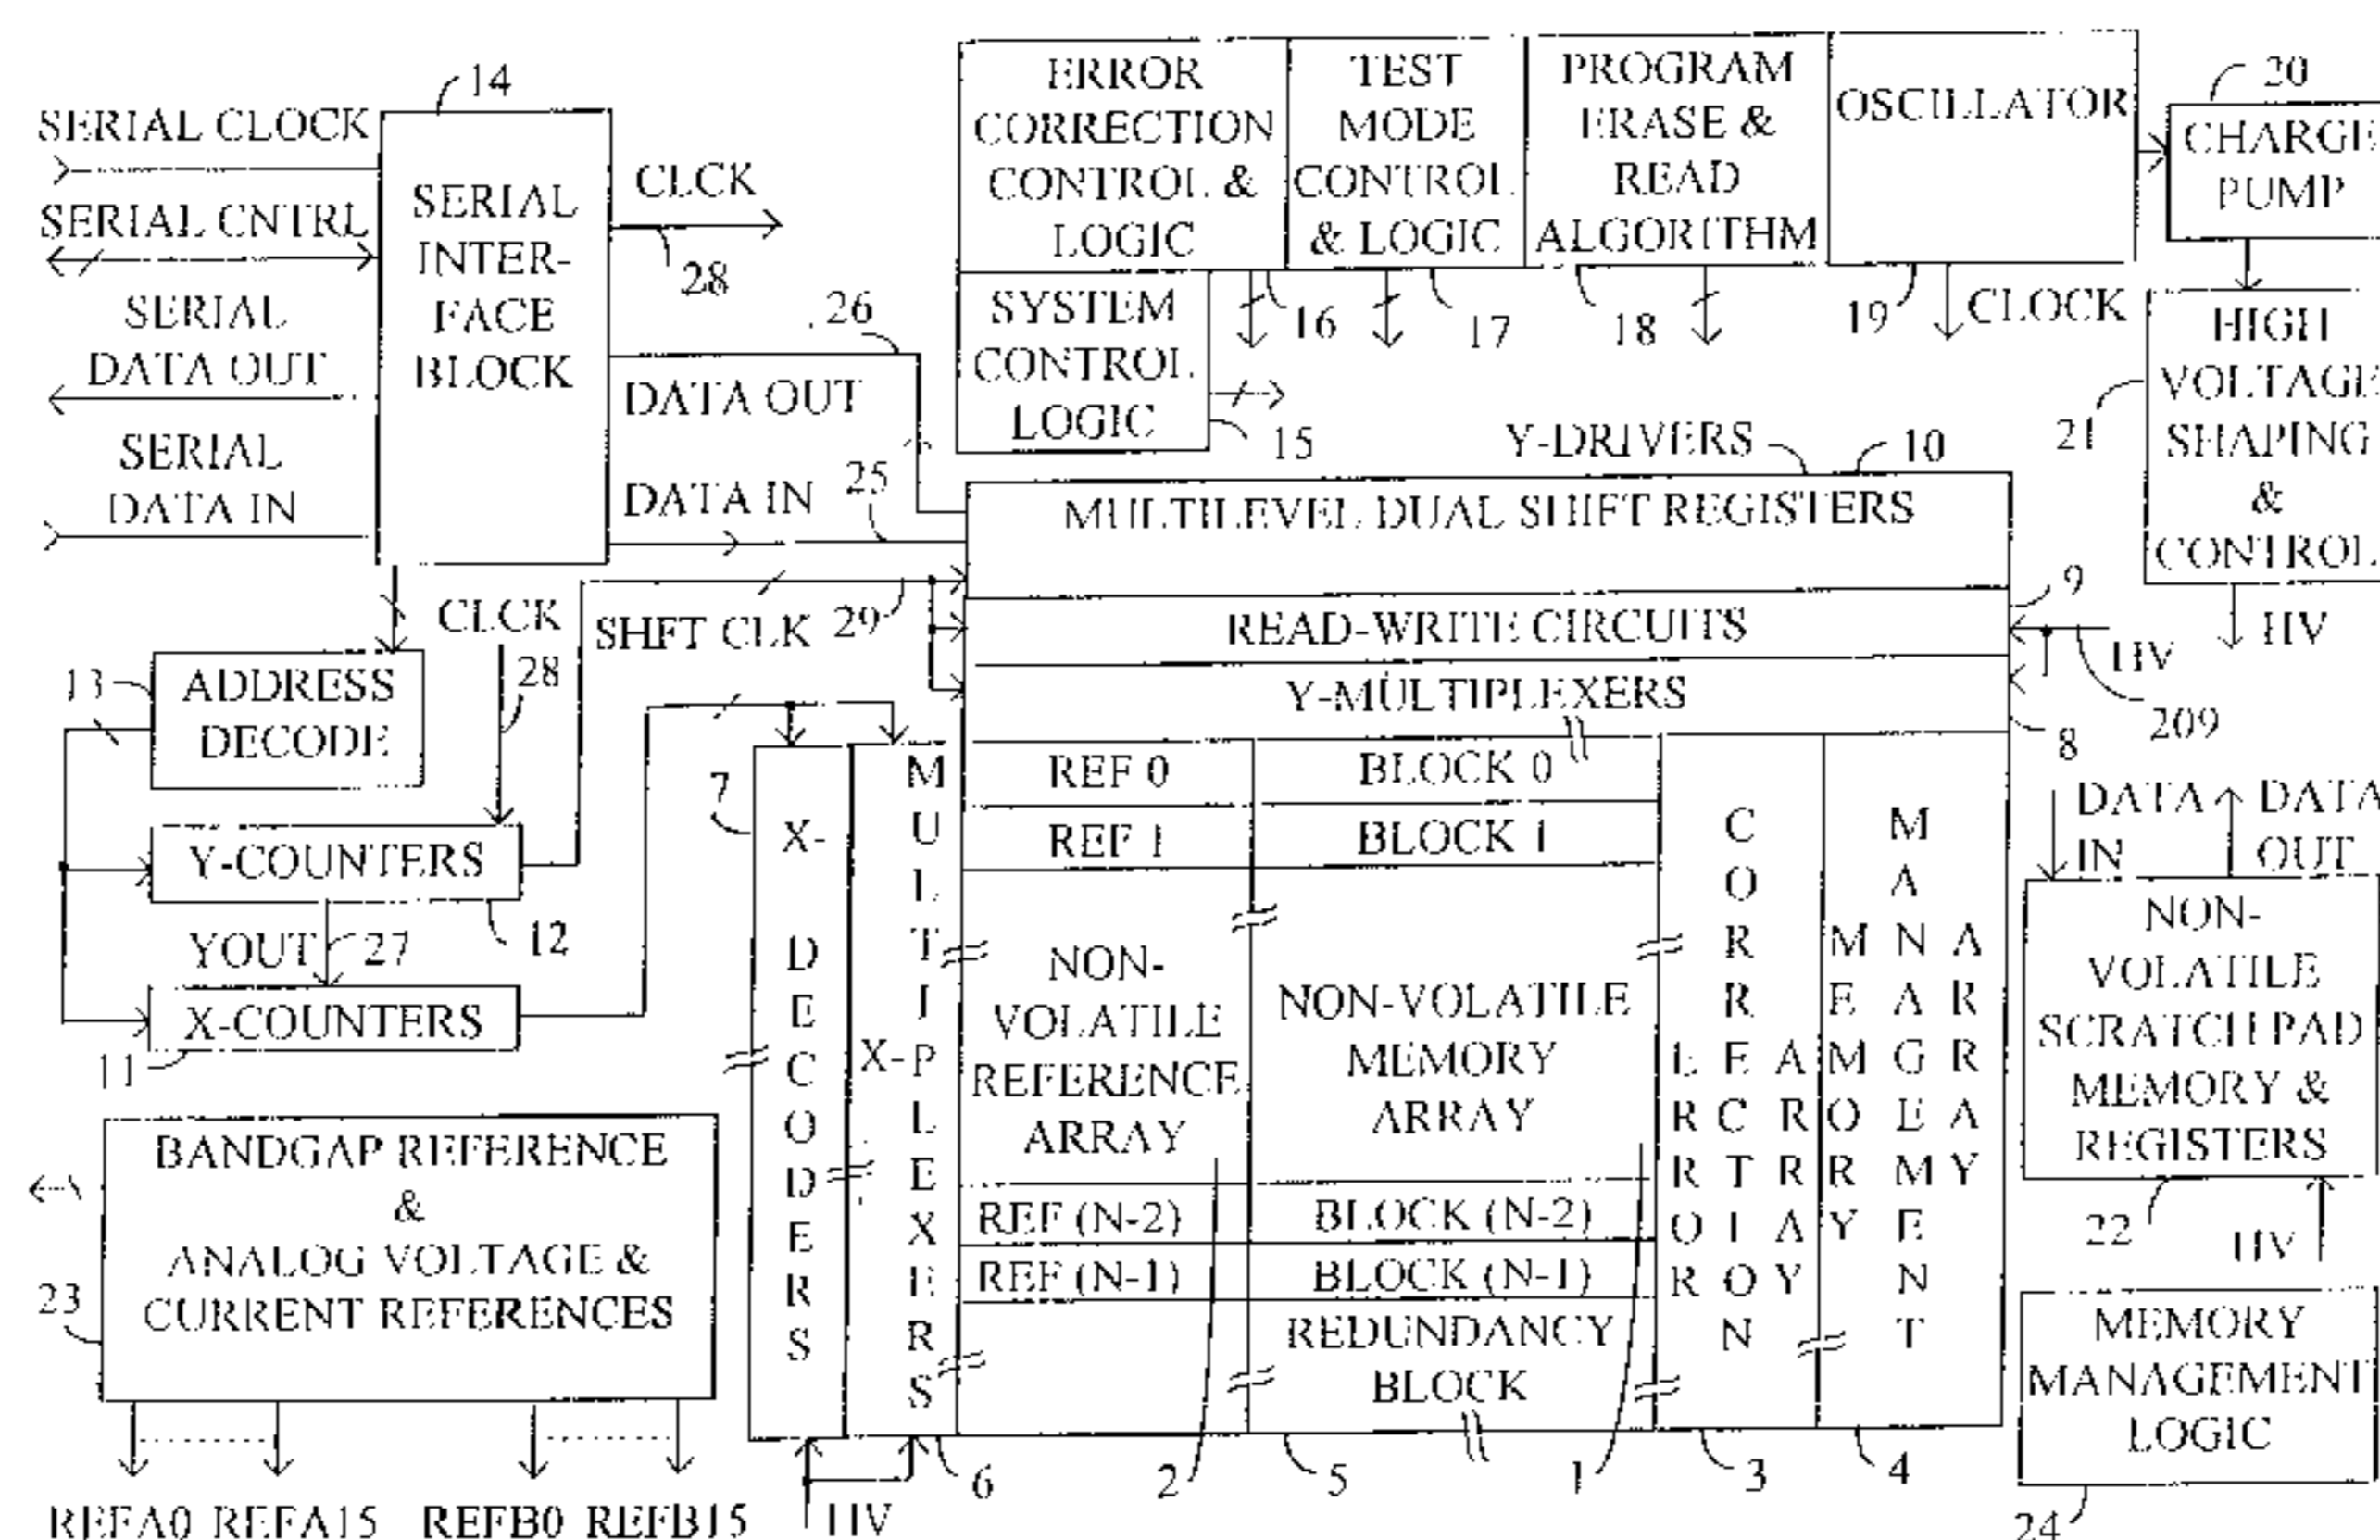 14
SERIAL CLOCK
SERIAL CNTRL
SERIAL
DATA OUT
SERIAL
DATA IN
SERIAL
INTER-
FACE
BLOCK
CLCK
28
26
DATA OUT
DATA IN
25
ERROR
CORRECTION
CONTROL &
LOGIC
16
TEST
MODE
CONTROL
& LOGIC
17
PROGRAM
ERASE &
READ
ALGORITHM
18
OSCILLATOR
19
CLOCK
20
CHARGE
PUMP
SYSTEM
CONTROL
LOGIC
15
HIGH
VOLTAGE
SHAPING
&
CONTROL
21
HV
Y-DRIVERS
10
MULTILEVEL DUAL SHIFT REGISTERS
READ-WRITE CIRCUITS
9
HV
209
Y-MULTIPLEXERS
8
SHFT CLK
29
CLCK
28
13
ADDRESS
DECODE
Y-COUNTERS
12
YOUT
27
X-COUNTERS
11
7
X-
DECODERS
X-
MULTIPLEXERS
6
HV
REF 0
BLOCK 0
REF 1
BLOCK 1
NON-
VOLATILE
REFERENCE
ARRAY
2
NON-VOLATILE
MEMORY
ARRAY
1
REF (N-2)
BLOCK (N-2)
REF (N-1)
BLOCK (N-1)
REDUNDANCY
BLOCK
5
ERROR
CORRECTION
ARRAY
3
MEMORY
MANAGEMENT
ARRAY
4
DATA
IN
DATA
OUT
NON-
VOLATILE
SCRATCH PAD
MEMORY &
REGISTERS
22
HV
MEMORY
MANAGEMENT
LOGIC
24
BANDGAP REFERENCE
&
ANALOG VOLTAGE &
CURRENT REFERENCES
23
REFA0 REFA15 REFB0 REFB15